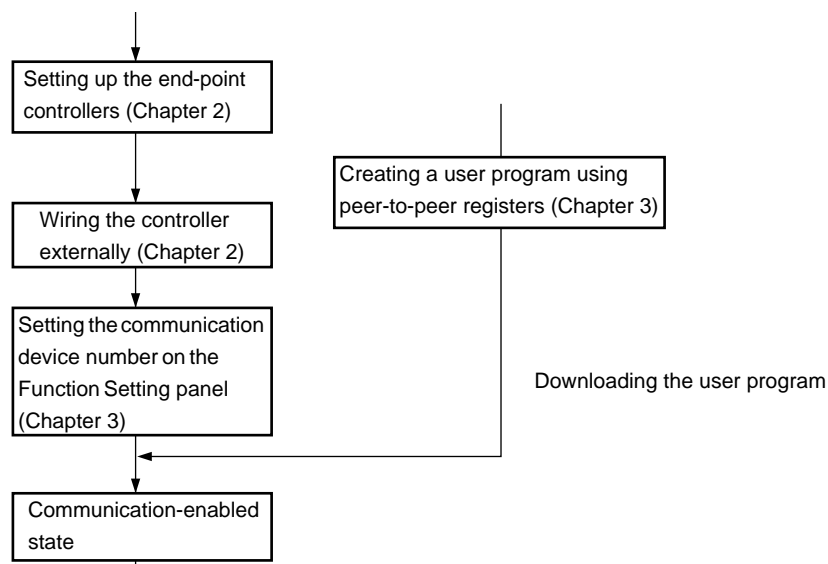 Setting up the end-point
controllers (Chapter 2)
Creating a user program using
peer-to-peer registers (Chapter 3)
Wiring the controller
externally (Chapter 2)
Setting the communication
device number on the
Function Setting panel
(Chapter 3)
Downloading the user program
Communication-enabled
state